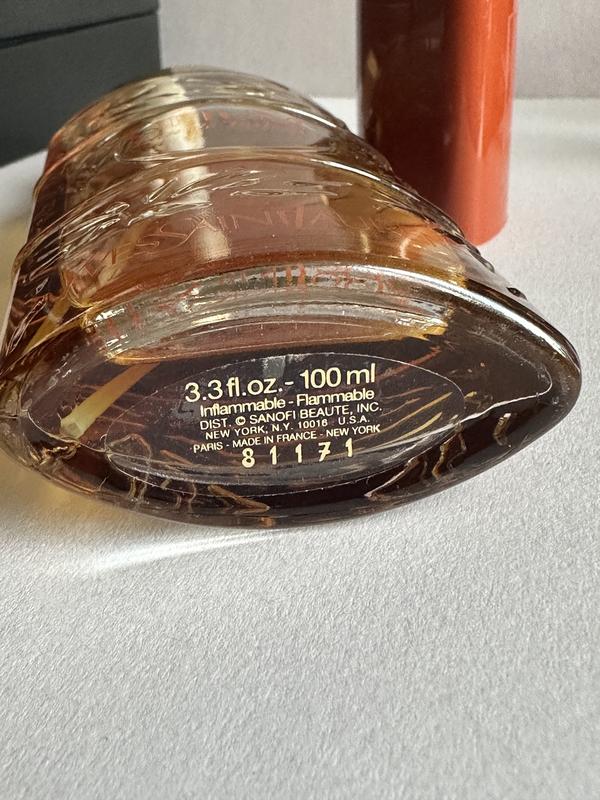 YVESSAINTLAURENT
3.3 fl.oz.- 100 ml
Inflammable - Flammable
DIST. © SANOFI BEAUTE, INC.
NEW YORK, N.Y. 10016 - U.S.A.
PARIS - MADE IN FRANCE - NEW YORK
81171